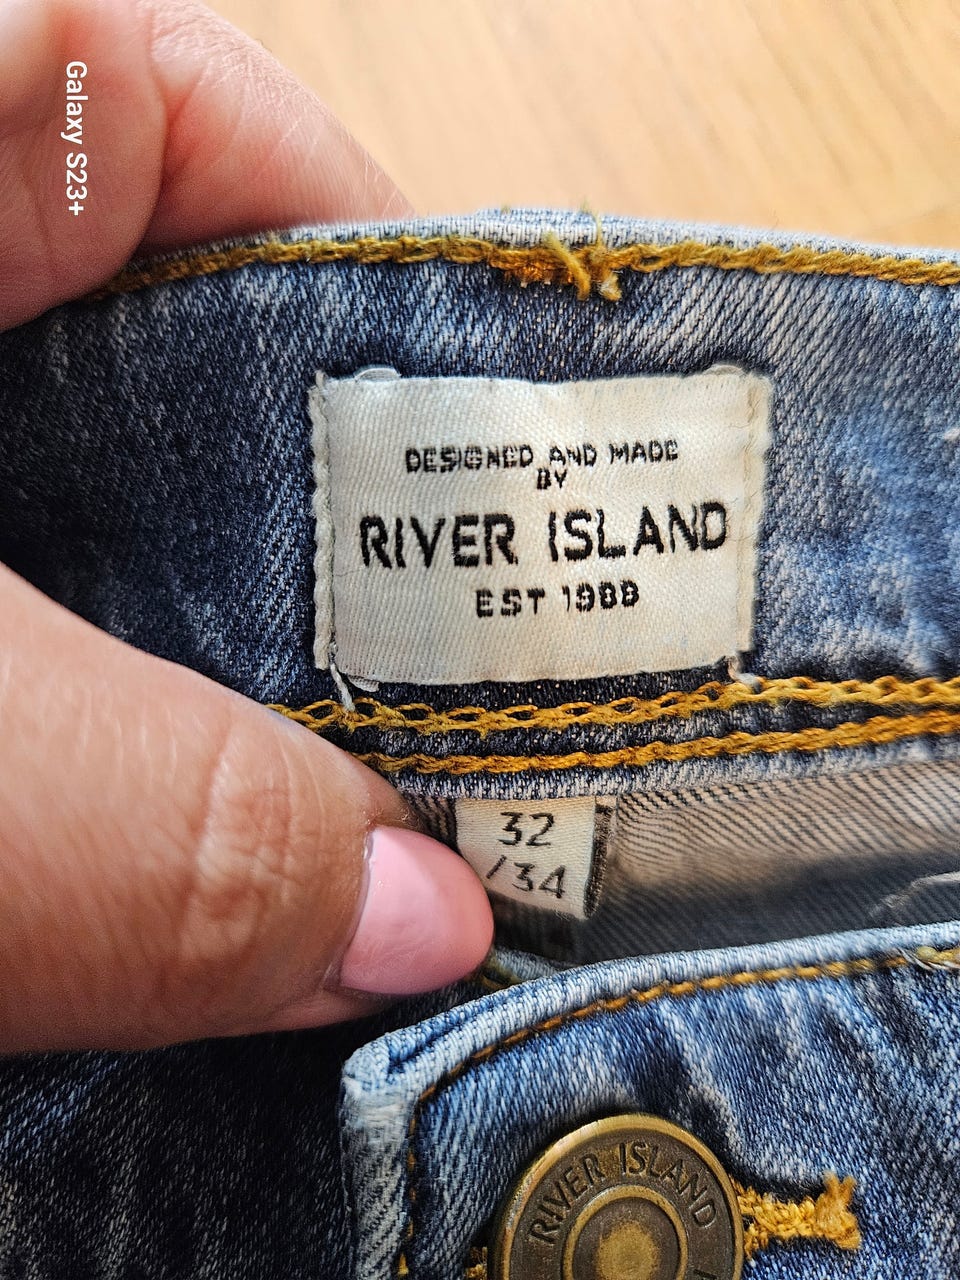 Galaxy S23+
DESIGNED AND MADE
BY
RIVER ISLAND
EST 1988
32
/34
RIVER ISLAND